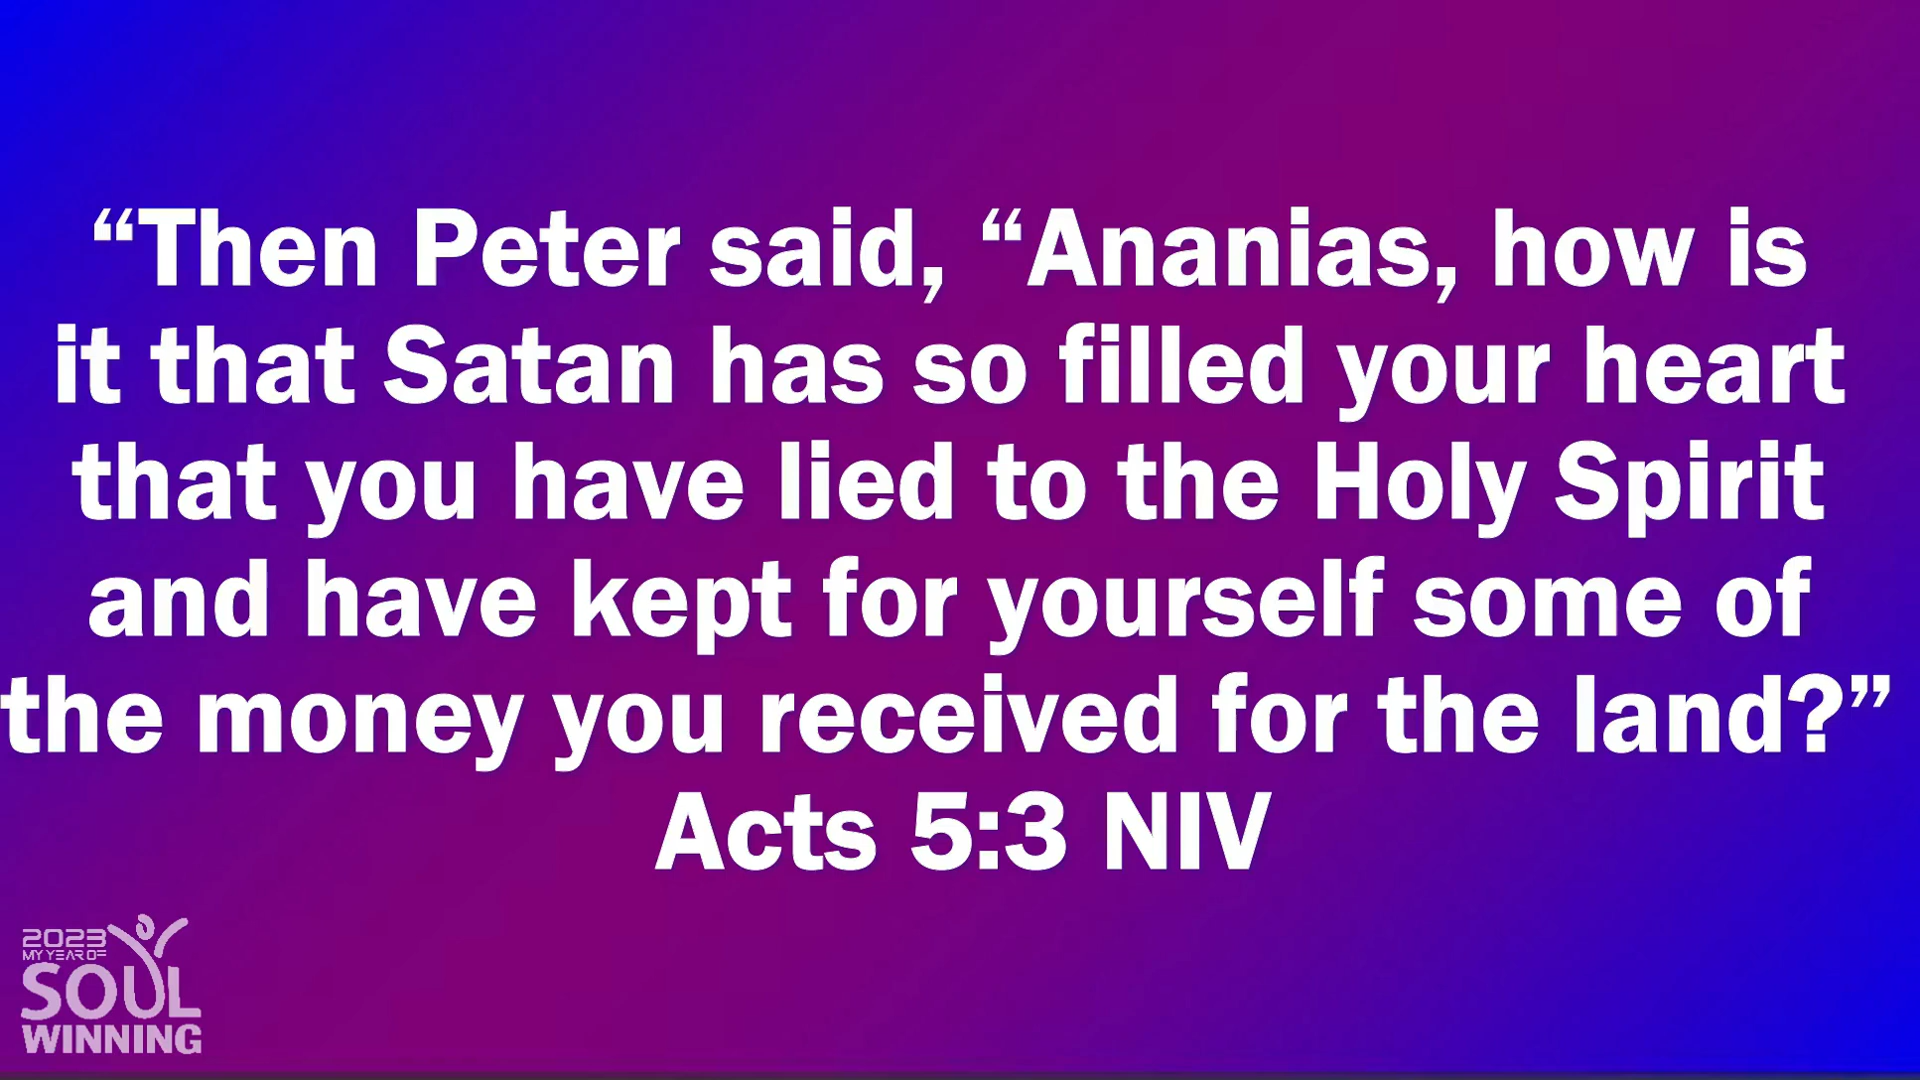 “Then Peter said, “Ananias, how is
it that Satan has so filled your heart
that you have lied to the Holy Spirit
and have kept for yourself some of
the money you received for the land?”
Acts 5:3 NIV
2023
MY YEAR OF
SOUL
WINNING